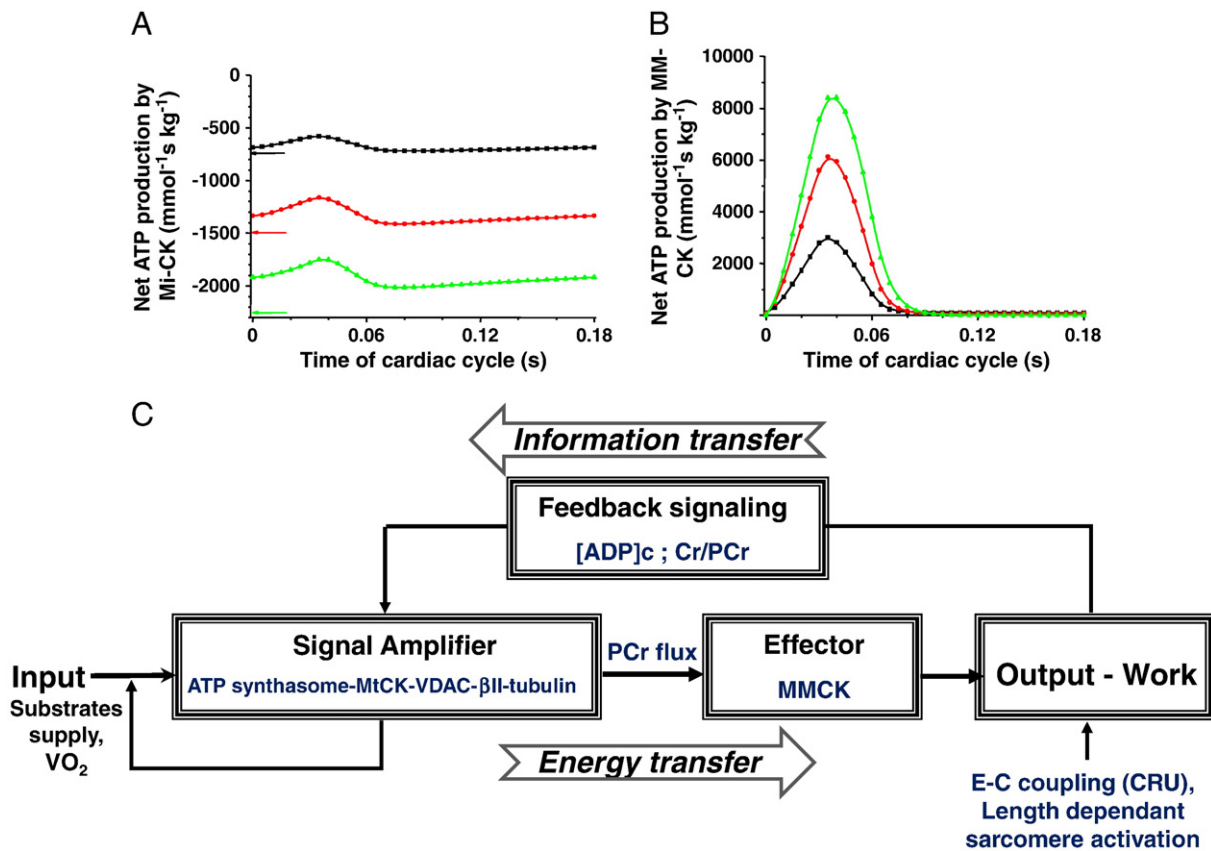 A
Net ATP production by
Mi-CK (mmol⁻¹s kg⁻¹)
0
-500
-1000
-1500
-2000
0
0.06
0.12
0.18
Time of cardiac cycle (s)
B
Net ATP production by MM-
CK (mmol⁻¹s kg⁻¹)
10000
8000
6000
4000
2000
0
0.06
0.12
0.18
Time of cardiac cycle (s)
C
Information transfer
Feedback signaling
[ADP]c ; Cr/PCr
Input
Substrates
supply,
VO₂
Signal Amplifier
ATP synthasome-MtCK-VDAC-βII-tubulin
PCr flux
Effector
MMCK
Output - Work
Energy transfer
E-C coupling (CRU),
Length dependant
sarcomere activation